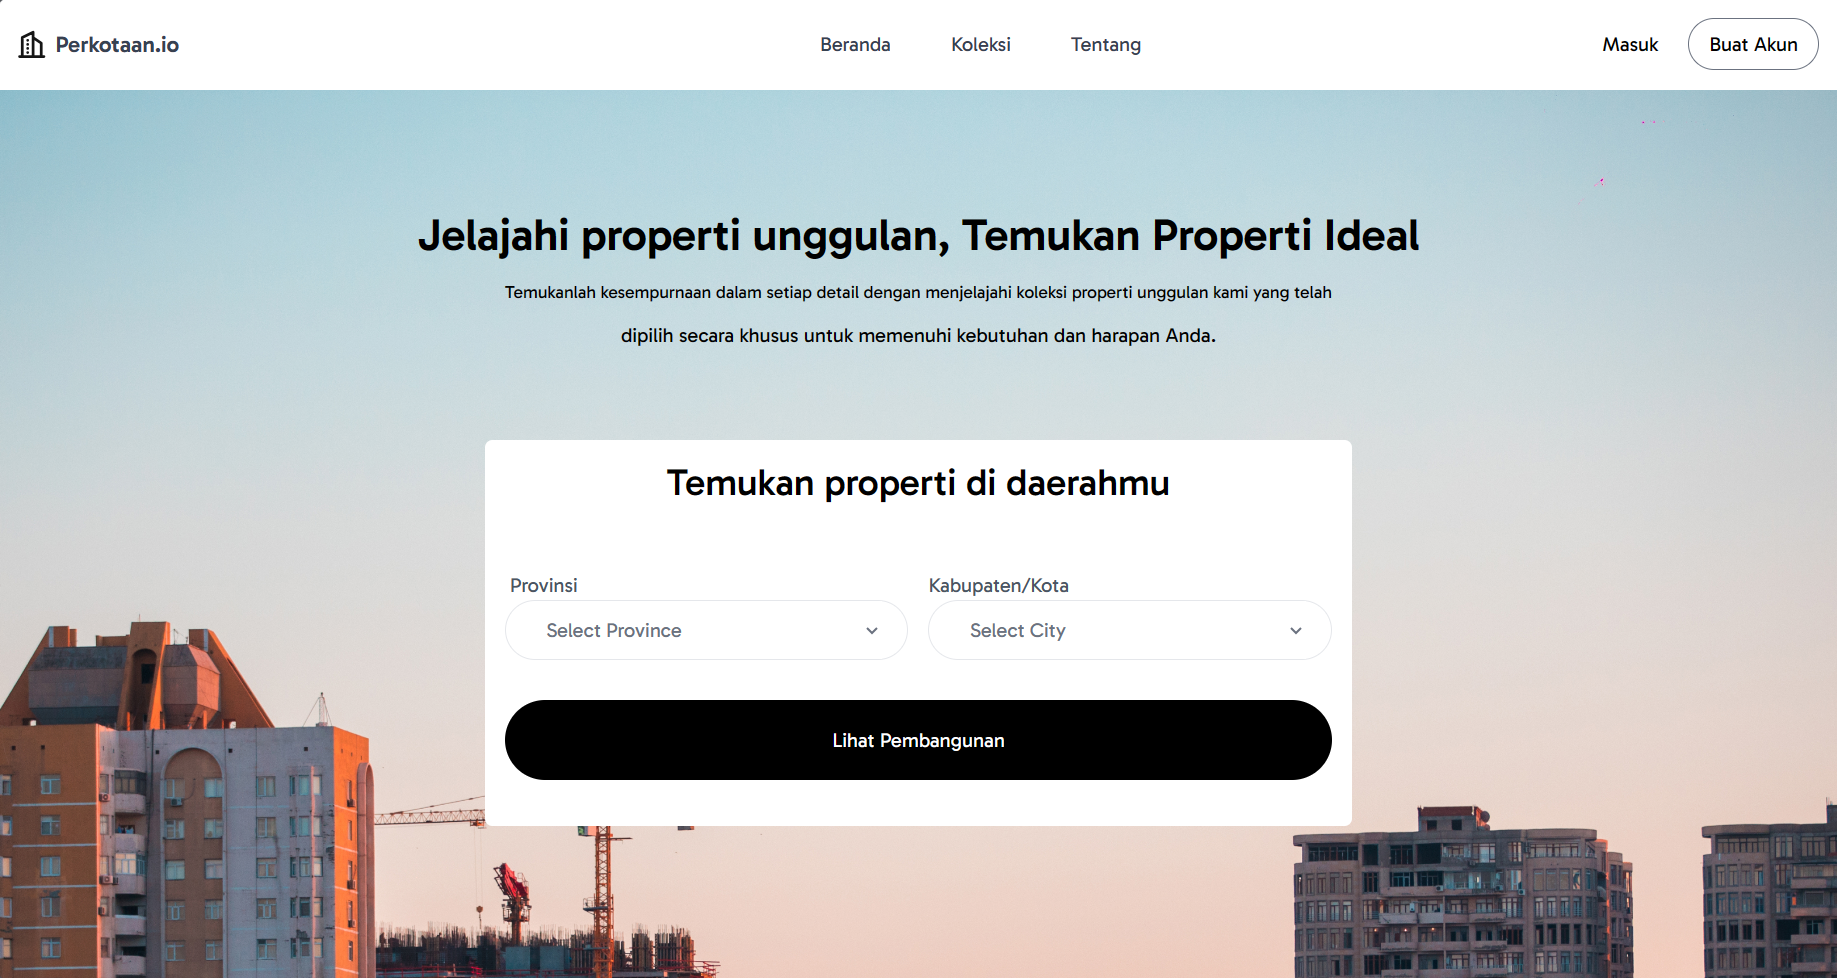 Perkotaan.io
Beranda
Koleksi
Tentang
Masuk
Buat Akun
Jelajahi properti unggulan, Temukan Properti Ideal
Temukanlah kesempurnaan dalam setiap detail dengan menjelajahi koleksi properti unggulan kami yang telah
dipilih secara khusus untuk memenuhi kebutuhan dan harapan Anda.
Temukan properti di daerahmu
Provinsi
Kabupaten/Kota
Select Province
Select City
Lihat Pembangunan